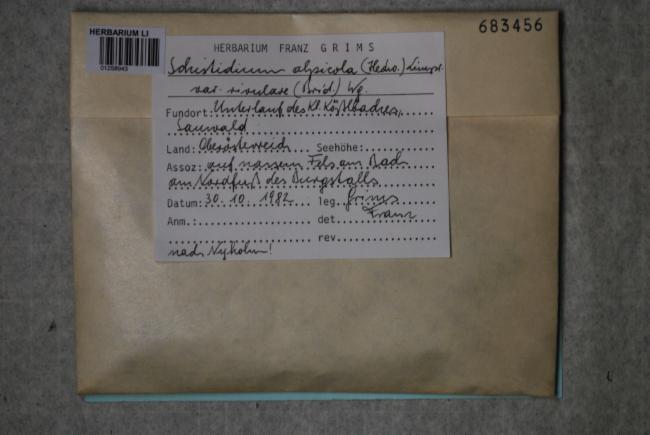 683456
HERBARIUM LI
01258943
HERBARIUM FRANZ GRIMS
Schistidium alpicola (Hedw.) Limpr.
var. rivulare (Brid.) Wg.
Fundort: Unterlauf des Kl. Kößlbaches,
Sauwald
Land: Oberösterreich Seehöhe:
Assoz: auf nassem Fels am Bach
am Nordfuß des Burgstalls
Datum: 30.10.1982 leg. Grims
Anm.: det. Franz
rev.
nach Nyholm!